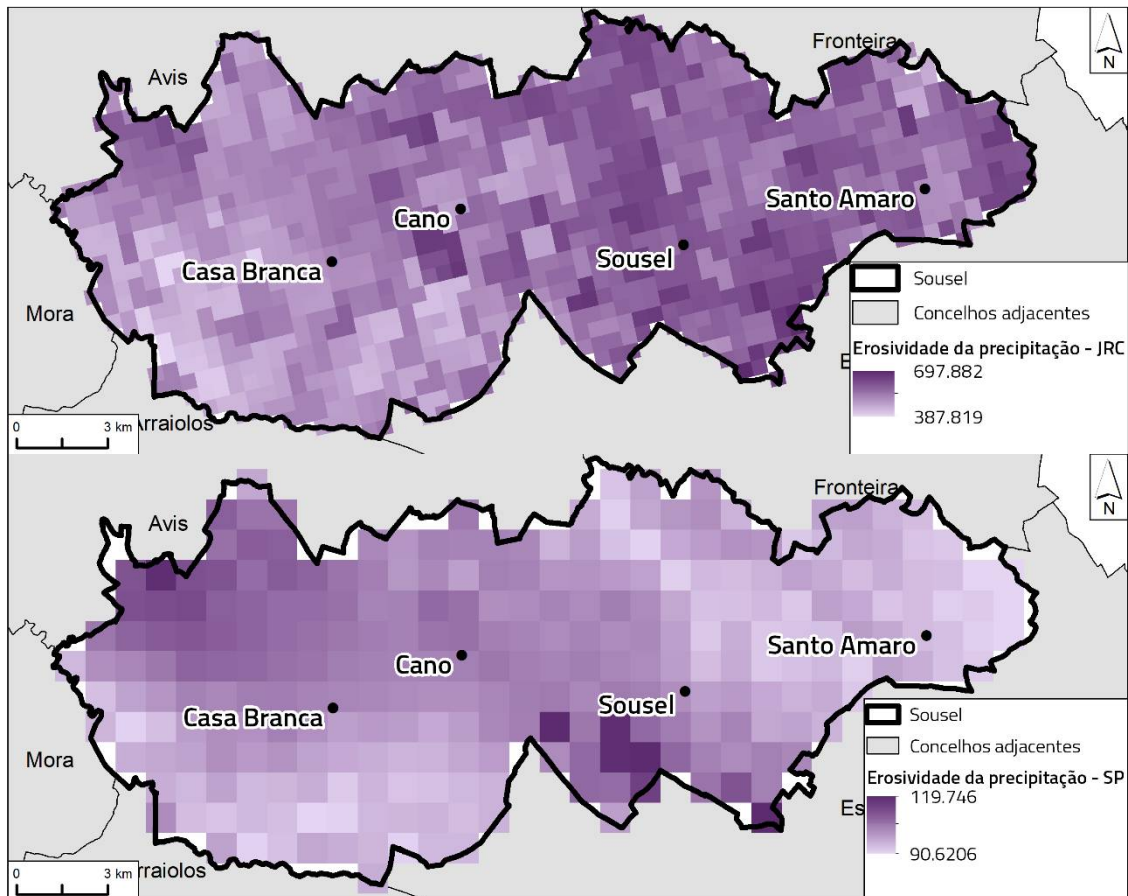 Fronteira
Avis
N
Santo Amaro
Cano
Sousel
Casa Branca
Mora
Sousel
Concelhos adjacentes
Erosividade da precipitação - JRC
697.882
387.819
E
0 3 km
Arraiolos
Fronteira
Avis
N
Santo Amaro
Cano
Sousel
Casa Branca
Mora
Sousel
Concelhos adjacentes
Erosividade da precipitação - SP
119.746
90.6206
Es
0 3 km
rraiolos